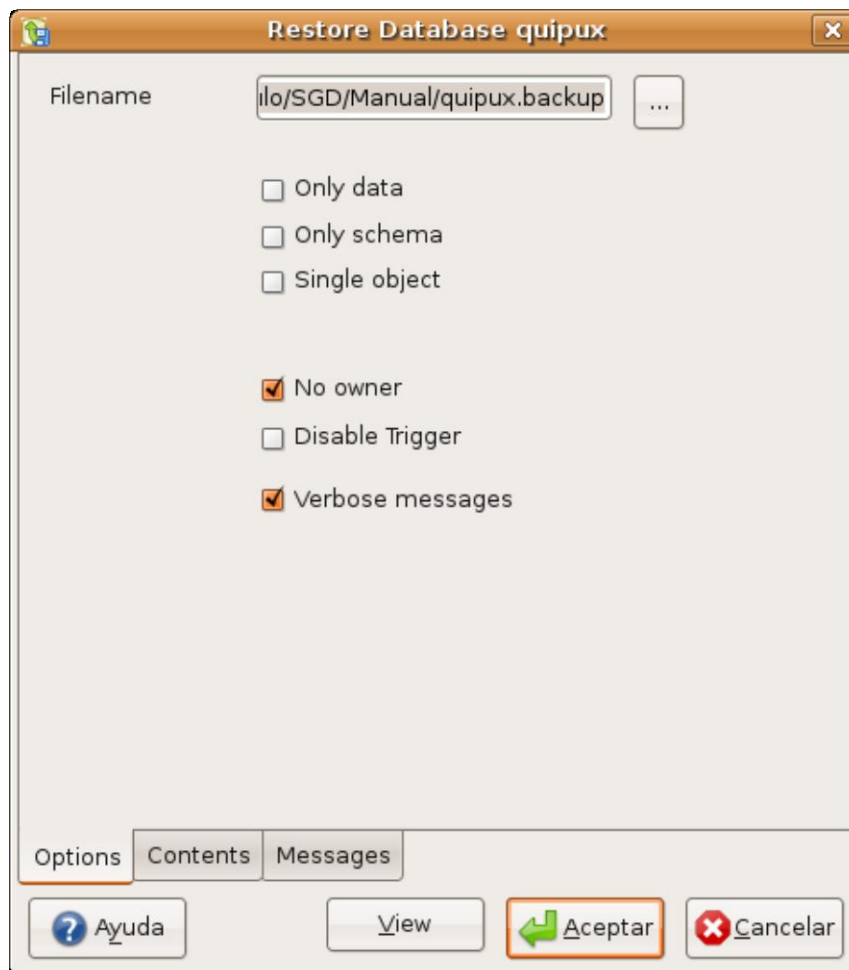 Restore Database quipux
Filename
ılo/SGD/Manual/quipux.backup
...
Only data
Only schema
Single object
No owner
Disable Trigger
Verbose messages
Options Contents Messages
Ayuda View Aceptar Cancelar